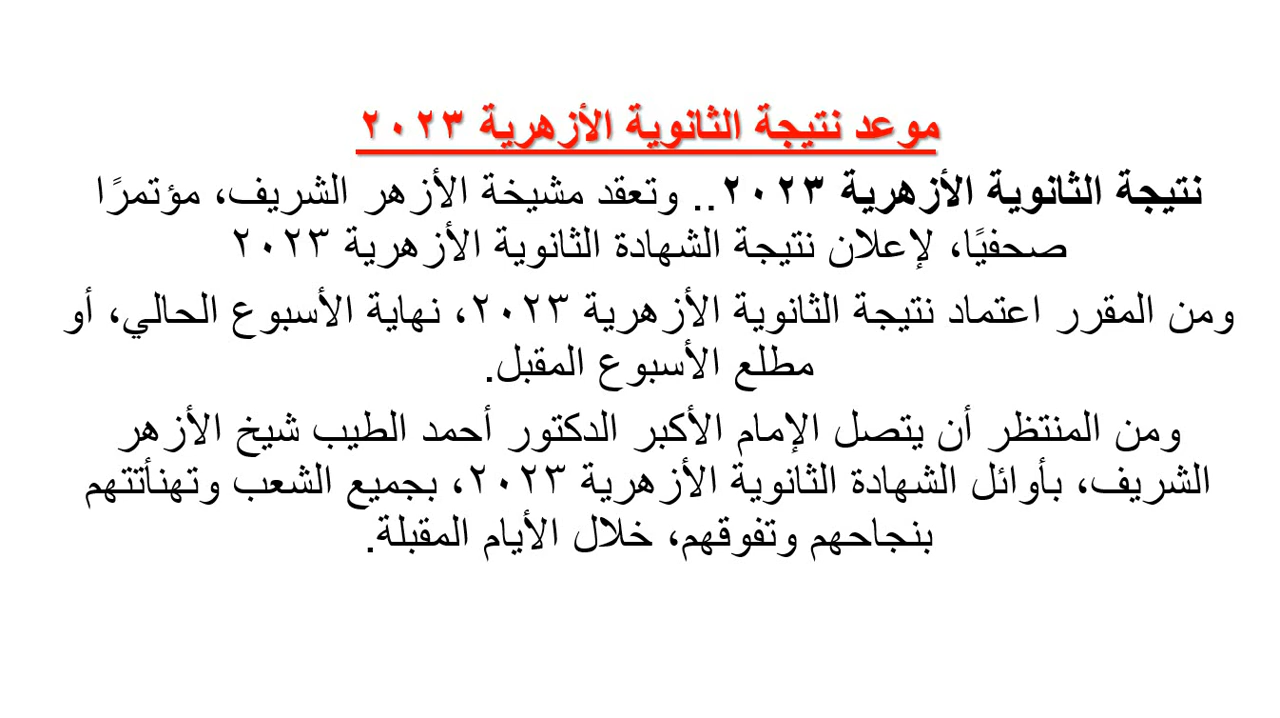 موعد نتيجة الثانوية الأزهرية ٢٠٢٣
نتيجة الثانوية الأزهرية ٢٠٢٣.. وتعقد مشيخة الأزهر الشريف، مؤتمرًا
صحفيًا، لإعلان نتيجة الشهادة الثانوية الأزهرية ٢٠٢٣
ومن المقرر اعتماد نتيجة الثانوية الأزهرية ٢٠٢٣، نهاية الأسبوع الحالي، أو
مطلع الأسبوع المقبل.
ومن المنتظر أن يتصل الإمام الأكبر الدكتور أحمد الطيب شيخ الأزهر
الشريف، بأوائل الشهادة الثانوية الأزهرية ٢٠٢٣، بجميع الشعب وتهنأتتهم
بنجاحهم وتفوقهم، خلال الأيام المقبلة.